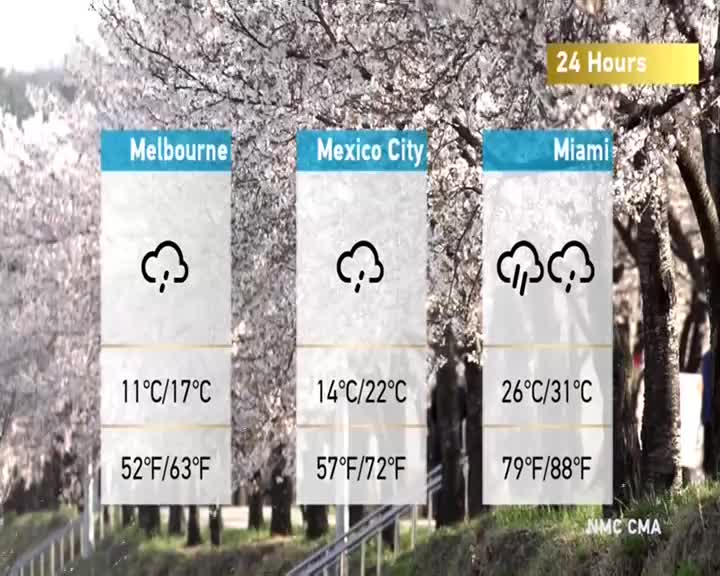 24 Hours
Melbourne
Mexico City
Miami
11°C/17°C
14°C/22°C
26°C/31°C
52°F/63°F
57°F/72°F
79°F/88°F
NMC CMA